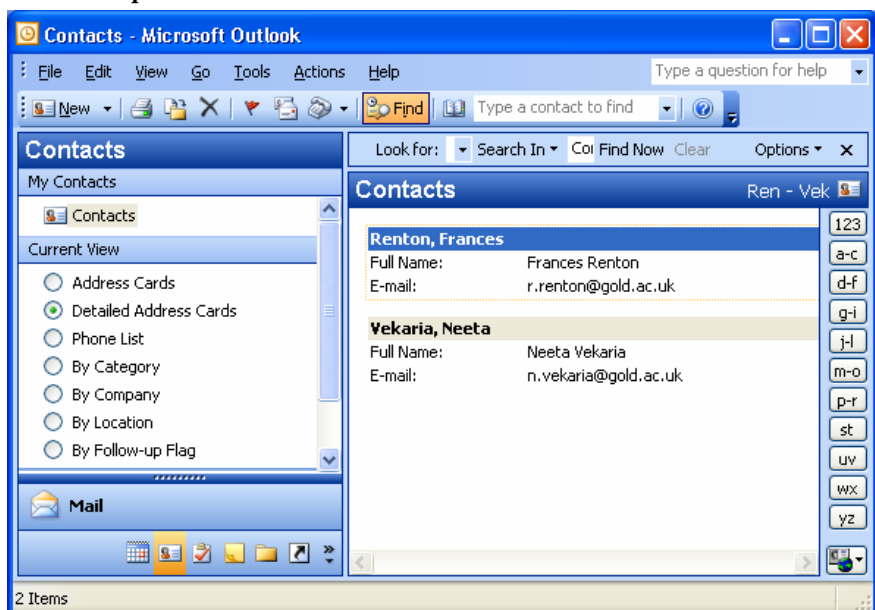 Contacts - Microsoft Outlook
File Edit View Go Tools Actions Help Type a question for help
New Find Type a contact to find
Contacts
Look for: Search In Find Now Clear Options
My Contacts
Contacts Ren - Vek
Contacts
Current View
Address Cards
Detailed Address Cards
Phone List
By Category
By Company
By Location
By Follow-up Flag
Mail
Renton, Frances
Full Name: Frances Renton
E-mail: r.renton@gold.ac.uk
Vekaria, Neeta
Full Name: Neeta Vekaria
E-mail: n.vekaria@gold.ac.uk
123
a-c
d-f
g-i
j-l
m-o
p-r
st
uv
wx
yz
2 Items